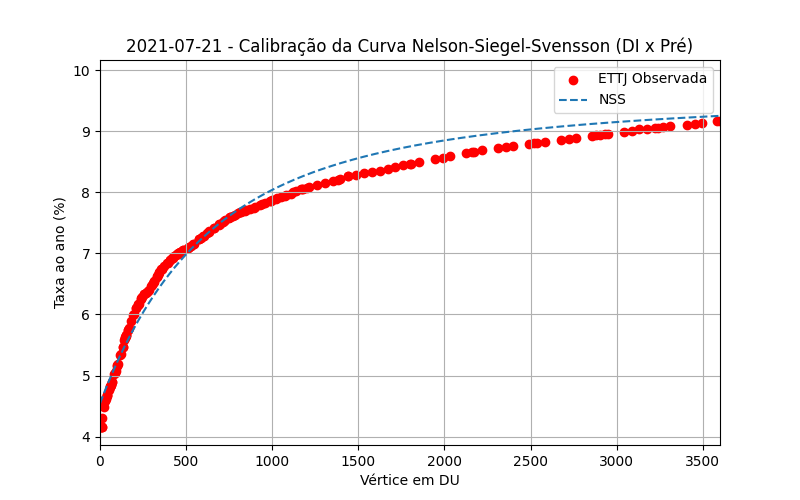 2021-07-21 - Calibração da Curva Nelson-Siegel-Svensson (DI x Pré)
ETTJ Observada
NSS
Taxa ao ano (%)
10
9
8
7
6
5
4
0 500 1000 1500 2000 2500 3000 3500
Vértice em DU